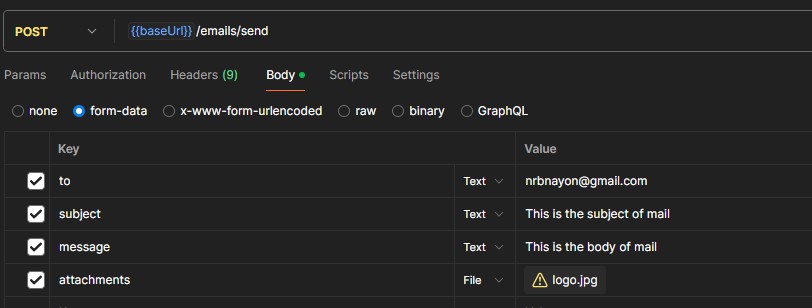 POST {{baseUrl}} /emails/send
Params Authorization Headers (9) Body Scripts Settings
none form-data x-www-form-urlencoded raw binary GraphQL
Key Value
to Text nrbnayon@gmail.com
subject Text This is the subject of mail
message Text This is the body of mail
attachments File logo.jpg